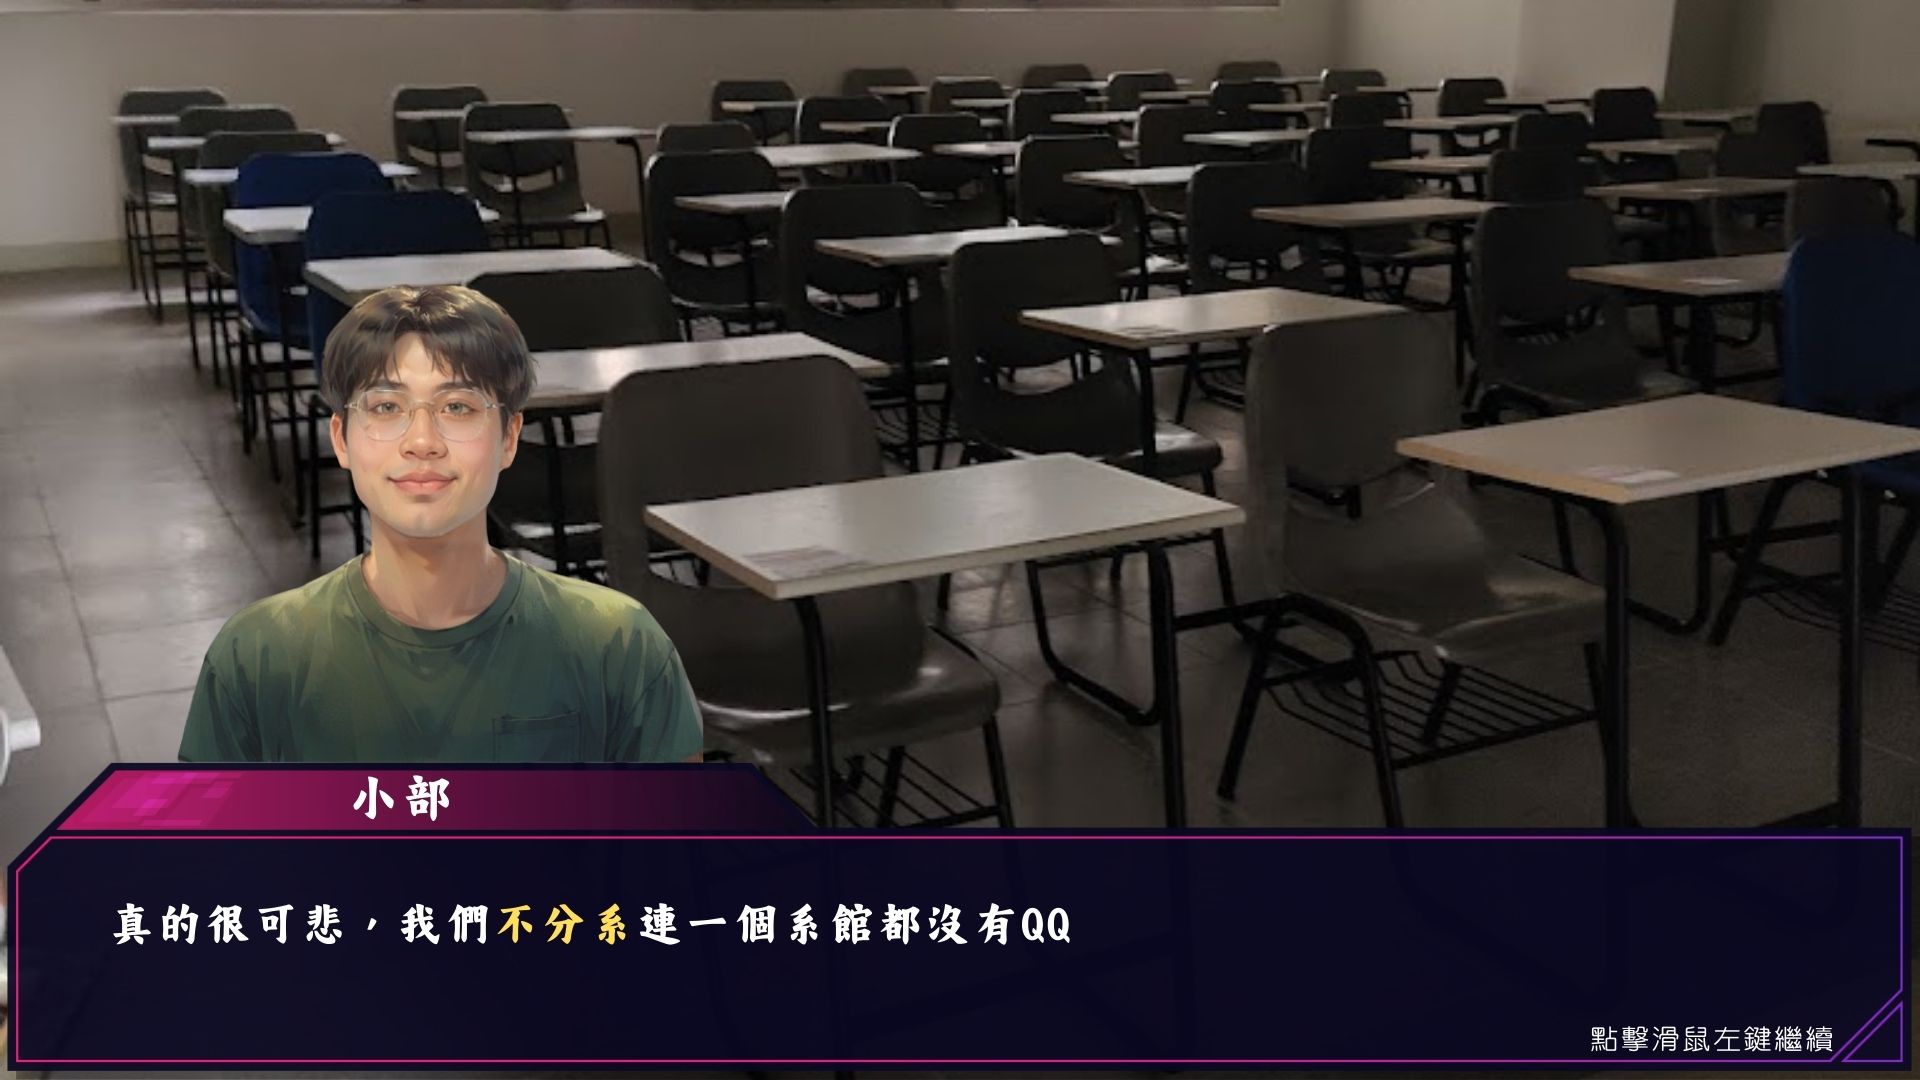 小部
真的很可悲，我們不分系連一個系館都沒有QQ
點擊滑鼠左鍵繼續